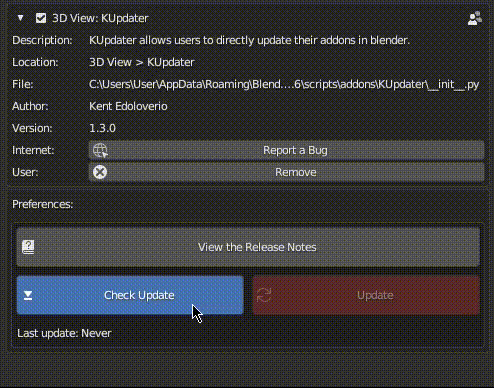 3D View: KUpdater
Description: KUpdater allows users to directly update their addons in blender.
Location: 3D View > KUpdater
File: C:\Users\User\AppData\Roaming\Blend....6\scripts\addons\KUpdater\__init__.py
Author: Kent Edoloverio
Version: 1.3.0
Internet: Report a Bug
User: Remove
Preferences:
View the Release Notes
Check Update Update
Last update: Never